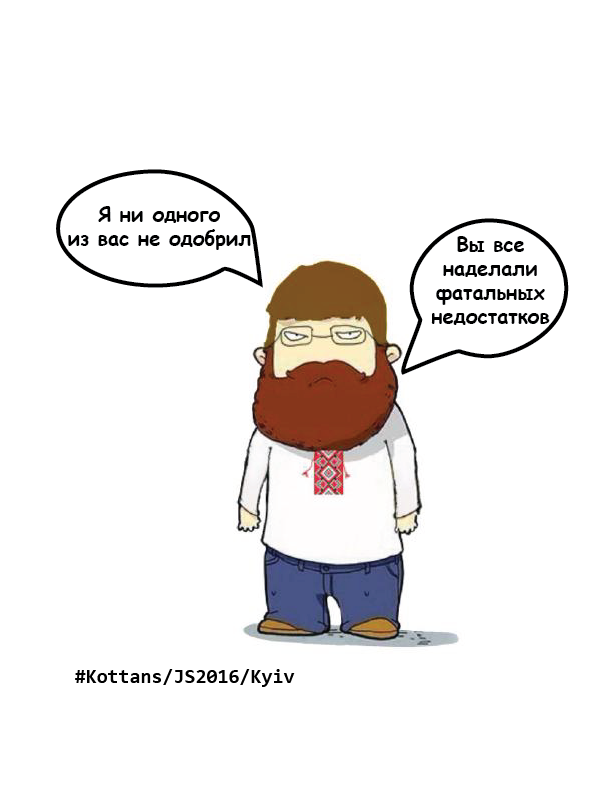 Я ни одного
из вас не одобрил
Вы все
наделали
фатальных
недостатков
#Kottans/JS2016/Kyiv